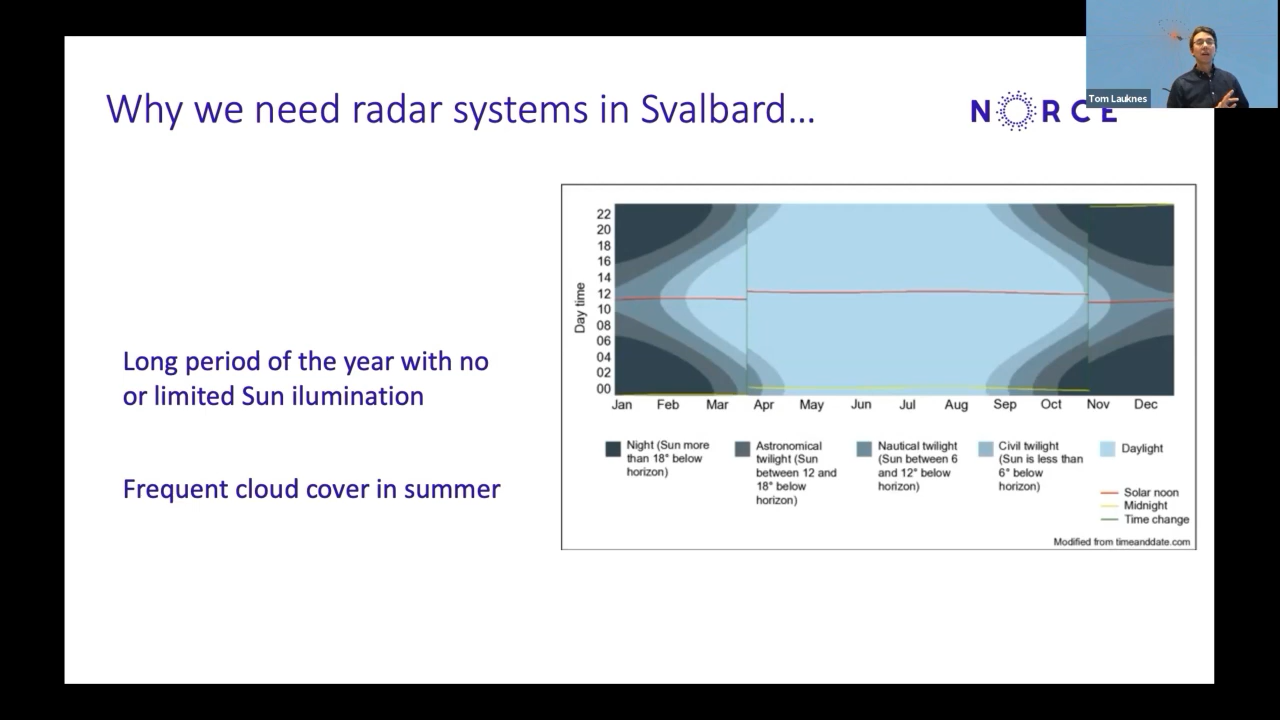 Tom Lauknes
Why we need radar systems in Svalbard...
NORCE
Long period of the year with no
or limited Sun ilumination
Frequent cloud cover in summer
Day time
22
20
18
16
14
12
10
08
06
04
02
00
Jan Feb Mar Apr May Jun Jul Aug Sep Oct Nov Dec
Night (Sun more
than 18° below
horizon)
Astronomical
twilight (Sun
between 12 and
18° below
horizon)
Nautical twilight
(Sun between 6
and 12° below
horizon)
Civil twilight
(Sun is less than
6° below
horizon)
Daylight
Solar noon
Midnight
Time change
Modified from timeanddate.com